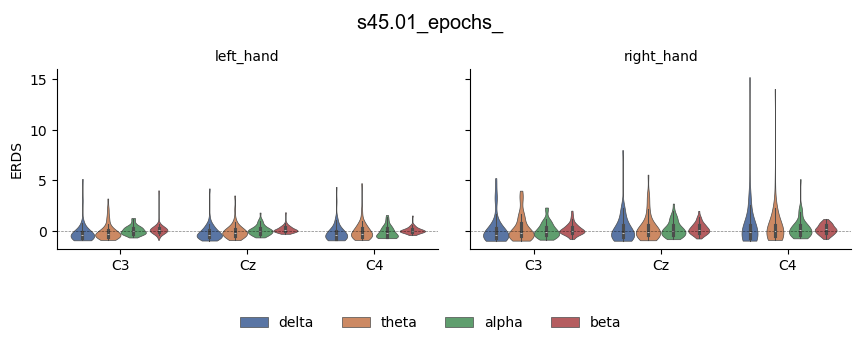 s45.01_epochs_
left_hand
right_hand
ERDS
15
10
5
0
C3
Cz
C4
C3
Cz
C4
delta
theta
alpha
beta